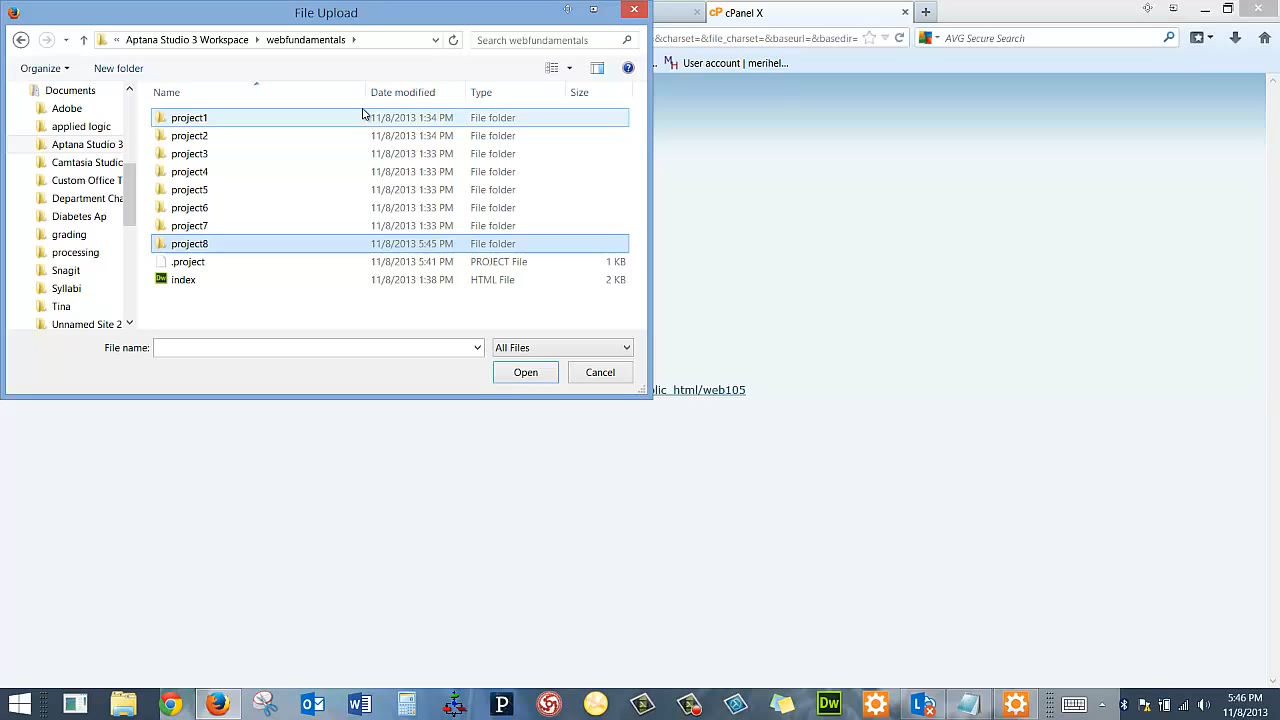 File Upload
cPanel X
« Aptana Studio 3 Workspace webfundamentals
Search webfundamentals
&charset=&file_charset=&baseurl=&basedir=
AVG Secure Search
Organize
New folder
User account | merihel...
Documents
Adobe
applied logic
Aptana Studio 3
Camtasia Studio
Custom Office T
Department Cha
Diabetes Ap
grading
processing
Snagit
Syllabi
Tina
Unnamed Site 2
Name Date modified Type Size
project1 11/8/2013 1:34 PM File folder
project2 11/8/2013 1:34 PM File folder
project3 11/8/2013 1:33 PM File folder
project4 11/8/2013 1:33 PM File folder
project5 11/8/2013 1:33 PM File folder
project6 11/8/2013 1:33 PM File folder
project7 11/8/2013 1:33 PM File folder
project8 11/8/2013 5:45 PM File folder
.project 11/8/2013 5:41 PM PROJECT File 1 KB
index 11/8/2013 1:38 PM HTML File 2 KB
File name:
All Files
Open
Cancel
blic_html/web105
5:46 PM
11/8/2013